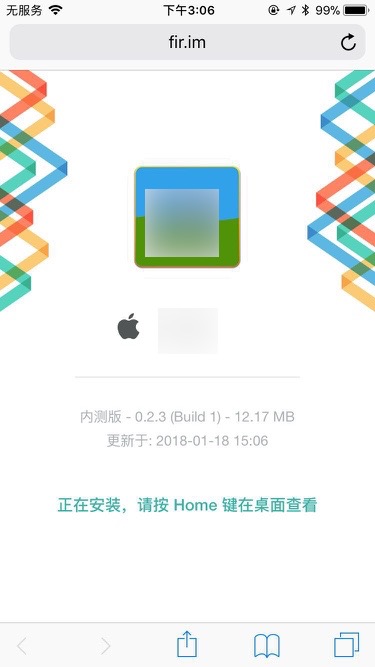 无服务 下午3:06 99%
fir.im
内测版 - 0.2.3 (Build 1) - 12.17 MB
更新于: 2018-01-18 15:06
正在安装，请按 Home 键在桌面查看